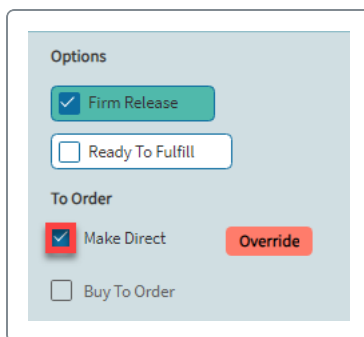 Options
Firm Release
Ready To Fulfill
To Order
Make Direct Override
Buy To Order